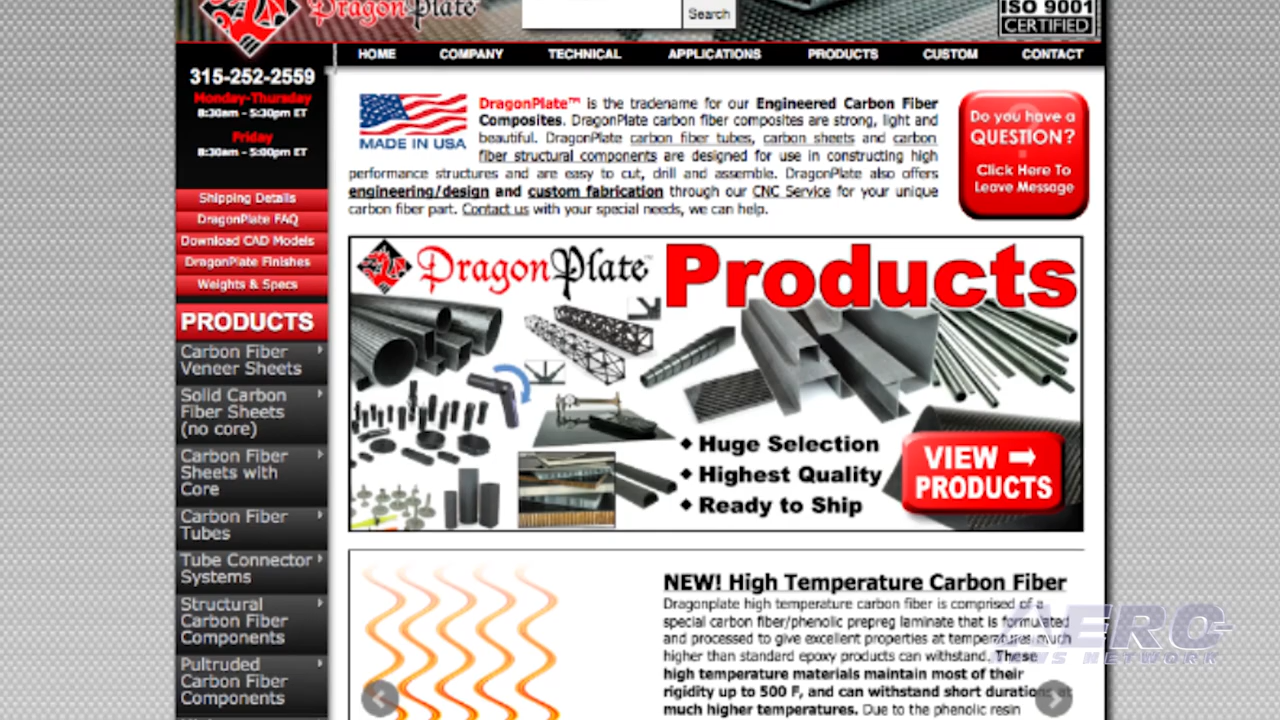 DragonPlate
Search
ISO 9001
CERTIFIED
HOME COMPANY TECHNICAL APPLICATIONS PRODUCTS CUSTOM CONTACT
315-252-2559
Monday-Thursday
8:30am - 5:30pm ET
Friday
8:30am - 5:00pm ET
Shipping Details
DragonPlate FAQ
Download CAD Models
DragonPlate Finishes
Weights & Specs
PRODUCTS
Carbon Fiber
Veneer Sheets
Solid Carbon
Fiber Sheets
(no core)
Carbon Fiber
Sheets with
Core
Carbon Fiber
Tubes
Tube Connector
Systems
Structural
Carbon Fiber
Components
Pultruded
Carbon Fiber
Components
MADE IN USA
DragonPlate™ is the tradename for our Engineered Carbon Fiber
Composites. DragonPlate carbon fiber composites are strong, light and
beautiful. DragonPlate carbon fiber tubes, carbon sheets and carbon
fiber structural components are designed for use in constructing high
performance structures and are easy to cut, drill and assemble. DragonPlate also offers
engineering/design and custom fabrication through our CNC Service for your unique
carbon fiber part. Contact us with your special needs, we can help.
Do you have a
QUESTION?
Click Here To
Leave Message
DragonPlate™ Products
Huge Selection
Highest Quality
Ready to Ship
VIEW
PRODUCTS
NEW! High Temperature Carbon Fiber
Dragonplate high temperature carbon fiber is comprised of a
special carbon fiber/phenolic prepreg laminate that is formulated
and processed to give excellent properties at temperatures much
higher than standard epoxy products can withstand. These
high temperature materials maintain most of their
rigidity up to 500 F, and can withstand short durations at
much higher temperatures. Due to the phenolic resin
AERO
NEWS NETWORK